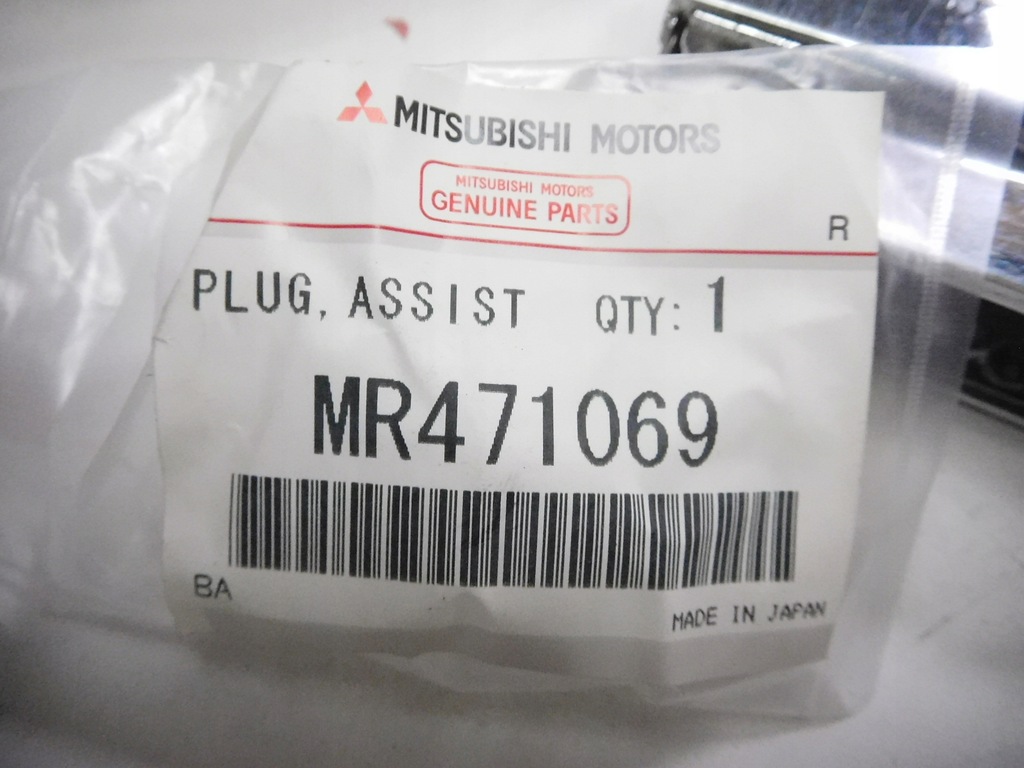 MITSUBISHI MOTORS
MITSUBISHI MOTORS
GENUINE PARTS
R
PLUG, ASSIST QTY: 1
MR471069
BA
MADE IN JAPAN